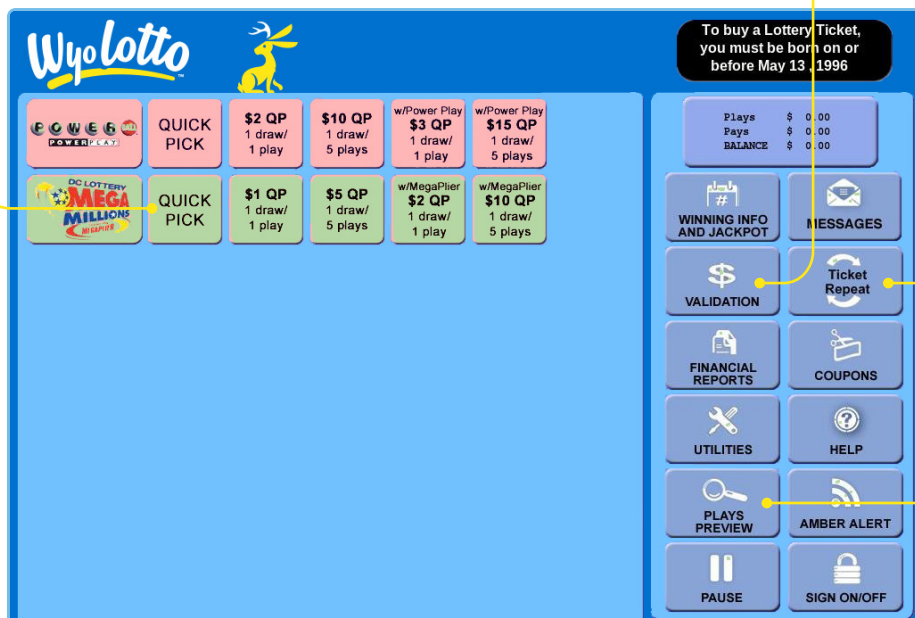 WyoLotto
To buy a Lottery Ticket,
you must be born on or
before May 13 ,1996
POWERBALL
POWERPLAY
QUICK
PICK
$2 QP
1 draw/
1 play
$10 QP
1 draw/
5 plays
w/Power Play
$3 QP
1 draw/
1 play
w/Power Play
$15 QP
1 draw/
5 plays
DC LOTTERY
MEGA
MILLIONS
MEGAPLIER
QUICK
PICK
$1 QP
1 draw/
1 play
$5 QP
1 draw/
5 plays
w/MegaPlier
$2 QP
1 draw/
1 play
w/MegaPlier
$10 QP
1 draw/
5 plays
Plays $ 0.00
Pays $ 0.00
BALANCE $ 0.00
#
WINNING INFO
AND JACKPOT
MESSAGES
$
VALIDATION
Ticket
Repeat
FINANCIAL
REPORTS
COUPONS
UTILITIES
?
HELP
PLAYS
PREVIEW
AMBER ALERT
PAUSE
SIGN ON/OFF